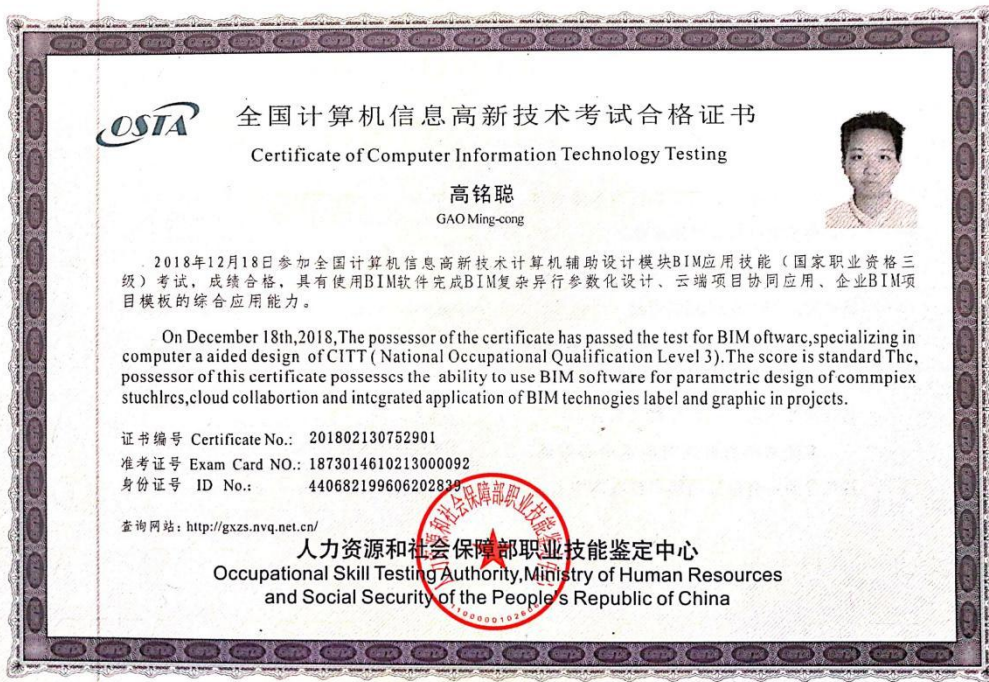 OSTA
全国计算机信息高新技术考试合格证书
Certificate of Computer Information Technology Testing
高铭聪
GAO Ming-cong
2018年12月18日参加全国计算机信息高新技术计算机辅助设计模块BIM应用技能（国家职业资格三
级）考试，成绩合格，具有使用BIM软件完成BIM复杂异行参数化设计、云端项目协同应用、企业BIM项
目模板的综合应用能力。
On December 18th,2018,The possessor of the certificate has passed the test for BIM oftwarc,specializing in
computer a aided design of CITT ( National Occupational Qualification Level 3).The score is standard Thc,
possessor of this certificate possesscs the ability to use BIM software for paramctric design of commpiex
stuchlrcs,cloud collabortion and intcgrated application of BIM technogies label and graphic in projccts.
证书编号 Certificate No.: 201802130752901
准考证号 Exam Card NO.: 1873014610213000092
身份证号 ID No.: 440682199606202839
查询网站: http://gxzs.nvq.net.cn/
人力资源和社会保障部职业技能鉴定中心
Occupational Skill Testing Authority,Ministry of Human Resources
and Social Security of the People's Republic of China